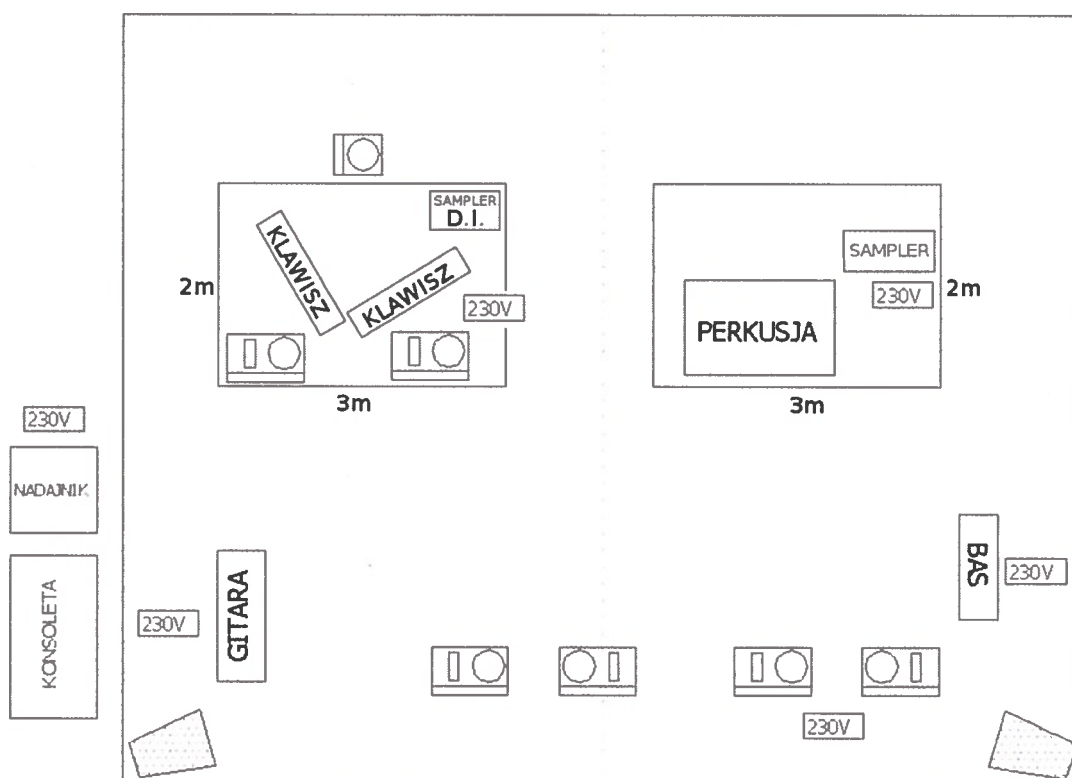 SAMPLER
D.I.
KLAWISZ
KLAWISZ
230V
2m
3m
SAMPLER
230V
2m
PERKUSJA
3m
230V
NADAJNIK
KONSOLETA
230V
GITARA
BAS
230V
230V